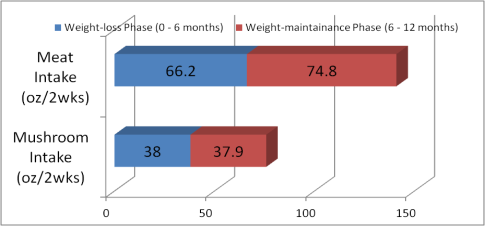 Weight-loss Phase (0 - 6 months) Weight-maintainance Phase (6 - 12 months)
Meat
Intake
(oz/2wks)
66.2 74.8
Mushroom
Intake
(oz/2wks)
38 37.9
0 50 100 150